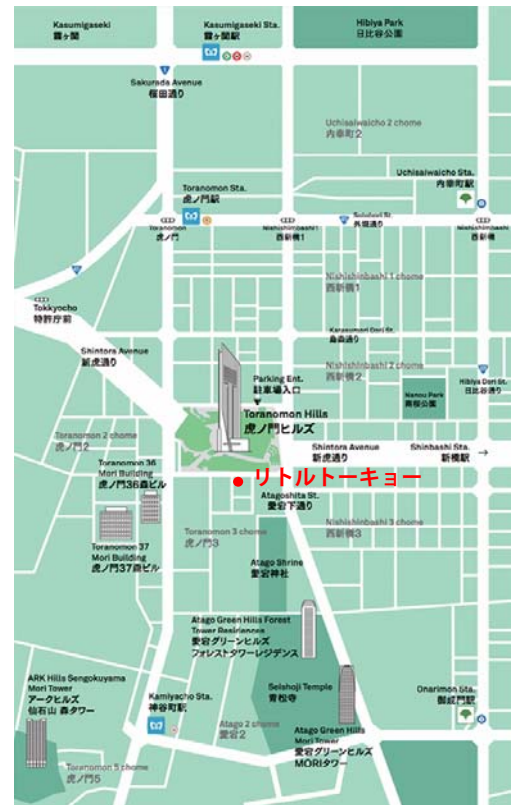 Kasumigaseki
霞ヶ関
Kasumigaseki Sta.
霞ヶ関駅
Hibiya Park
日比谷公園
Sakurada Avenue
桜田通り
Uchisaiwaicho 2 chome
内幸町2
Uchisaiwaicho Sta.
内幸町駅
Toranomon Sta.
虎ノ門駅
Toranomon
虎ノ門
Nishishimbashi1
西新橋1
外堀通り
Nishishimbashi
西新橋
Nishishinbashi 1 chome
西新橋1
Tokkyocho
特許庁前
Karasumori Dori St.
烏森通り
Shintora Avenue
新虎通り
Nishishinbashi 2 chome
西新橋2
Hibiya Dori St.
日比谷通り
Parking Ent.
駐車場入口
Nanou Park
南桜公園
Toranomon Hills
虎ノ門ヒルズ
Toranomon 2 chome
虎ノ門2
Shintora Avenue
新虎通り
Shinbashi Sta.
新橋駅
→
リトルトーキョー
Toranomon 36
Mori Building
虎ノ門36森ビル
Atagoshita St.
愛宕下通り
Toranomon 3 chome
虎ノ門3
Nishishinbashi 3 chome
西新橋3
Toranomon 37
Mori Building
虎ノ門37森ビル
Atago Shrine
愛宕神社
Atago Green Hills Forest
Tower Residences
愛宕グリーンヒルズ
フォレストタワーレジデンス
ARK Hills Sengokuyama
Mori Tower
アークヒルズ
仙石山 森タワー
Kamiyacho Sta.
神谷町駅
Seishoji Temple
青松寺
Onarimon Sta.
御成門駅
Atago 2 chome
愛宕2
Atago Green Hills
Mori Tower
愛宕グリーンヒルズ
MORIタワー
Toranomon 5 chome
虎ノ門5